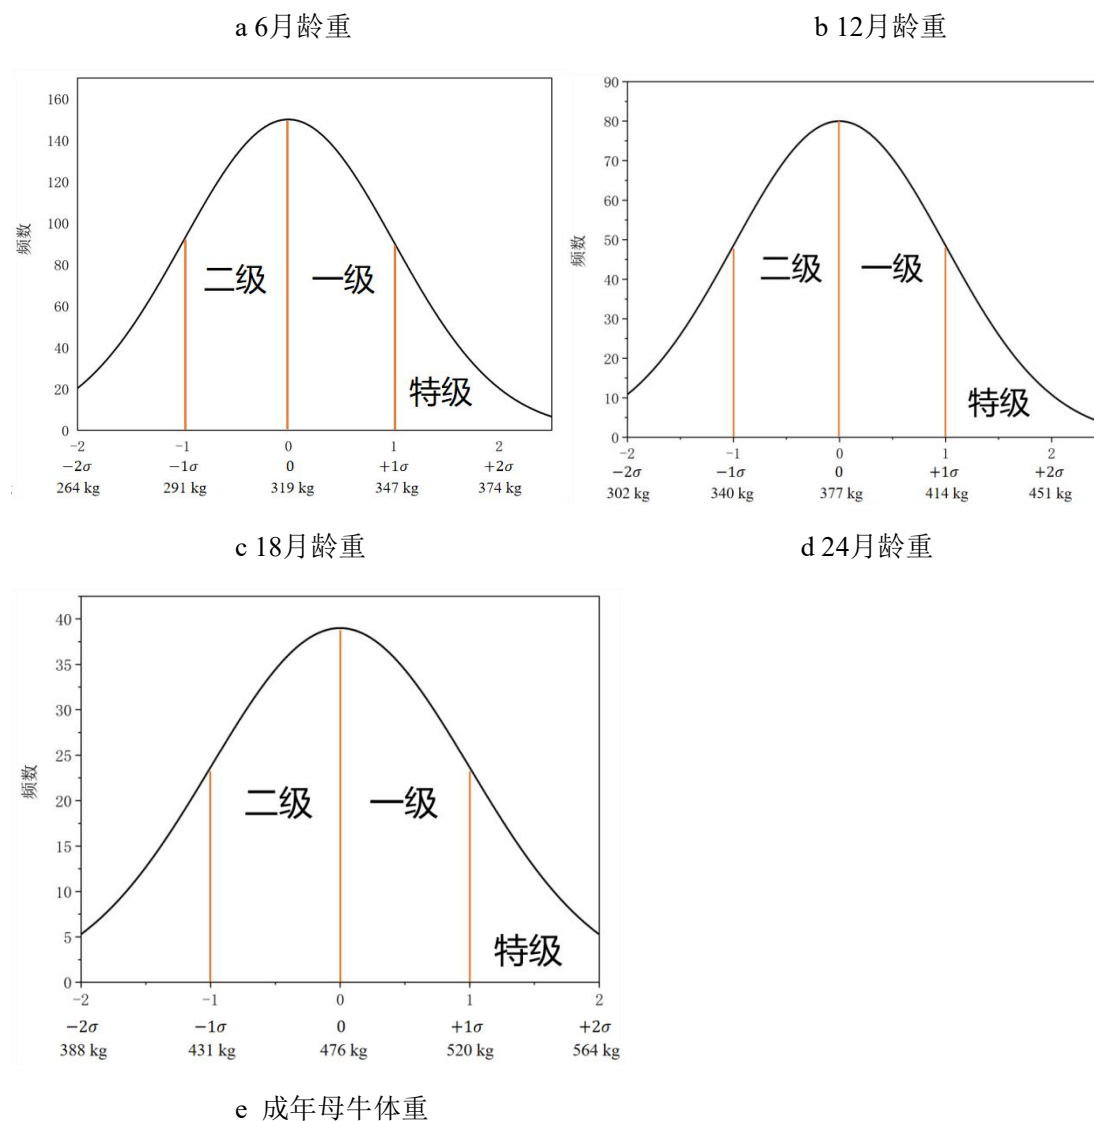 a 6月龄重
b 12月龄重
160
140
120
100
80
60
40
20
0
频数
二级
一级
特级
-2 -1 0 1 2
−2σ −1σ 0 +1σ +2σ
264 kg 291 kg 319 kg 347 kg 374 kg
90
80
70
60
50
40
30
20
10
0
频数
二级
一级
特级
-2 -1 0 1 2
−2σ −1σ 0 +1σ +2σ
302 kg 340 kg 377 kg 414 kg 451 kg
c 18月龄重
d 24月龄重
40
35
30
25
20
15
10
5
0
频数
二级
一级
特级
-2 -1 0 1 2
−2σ −1σ 0 +1σ +2σ
388 kg 431 kg 476 kg 520 kg 564 kg
e 成年母牛体重